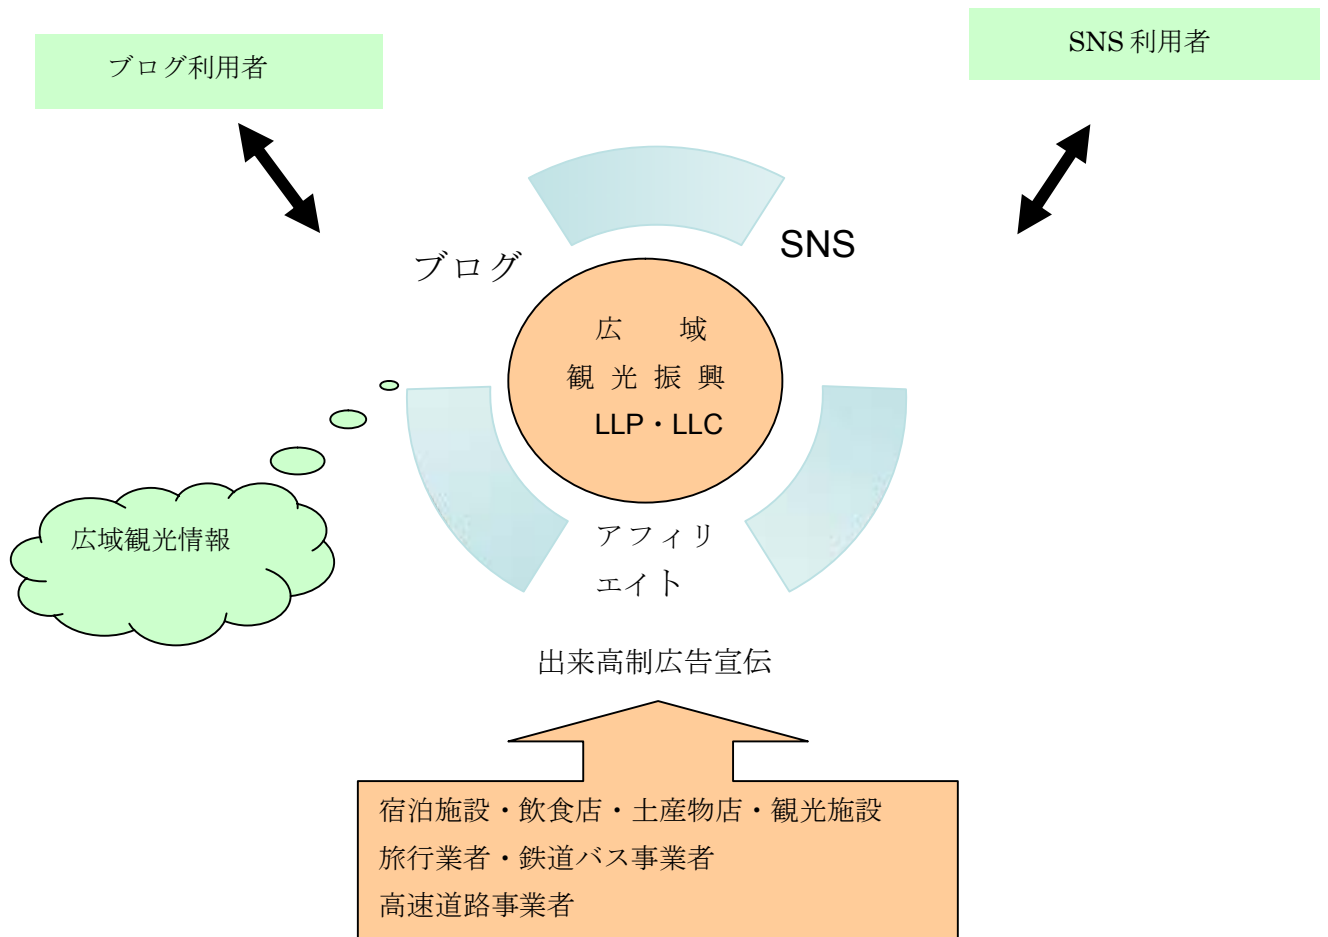 ブログ利用者
SNS利用者
ブログ
SNS
広　域
観光振興
LLP・LLC
広域観光情報
アフィリ
エイト
出来高制広告宣伝
宿泊施設・飲食店・土産物店・観光施設
旅行業者・鉄道バス事業者
高速道路事業者